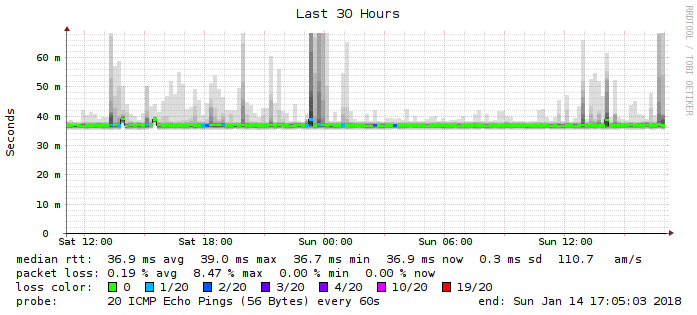 Last 30 Hours
RRDTOOL / TOBI OETIKER
Seconds
60 m
50 m
40 m
30 m
20 m
10 m
0
Sat 12:00 Sat 18:00 Sun 00:00 Sun 06:00 Sun 12:00
median rtt: 36.9 ms avg 39.0 ms max 36.7 ms min 36.9 ms now 0.3 ms sd 110.7 am/s
packet loss: 0.19 % avg 8.47 % max 0.00 % min 0.00 % now
loss color: 0 1/20 2/20 3/20 4/20 10/20 19/20
probe: 20 ICMP Echo Pings (56 Bytes) every 60s end: Sun Jan 14 17:05:03 2018